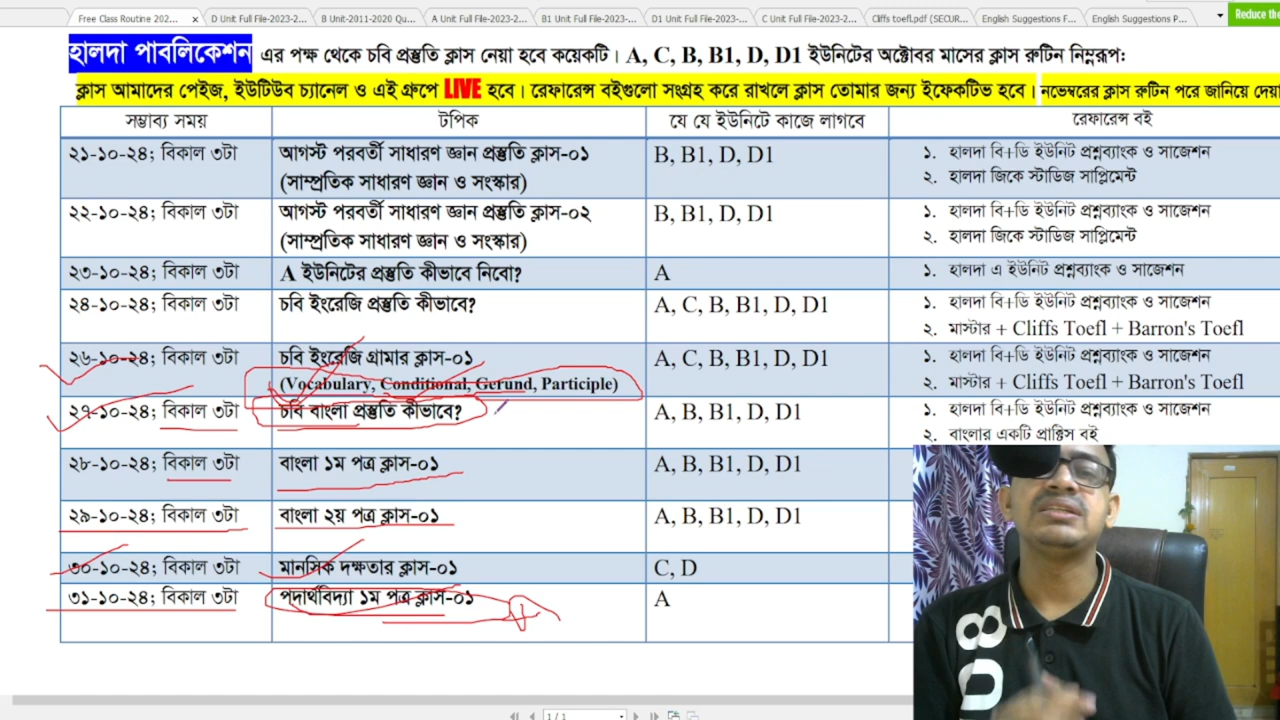 Free Class Routine 202...
D Unit Full File-2023-2...
B Unit-2011-2020 Qu...
A Unit Full File-2023-2...
B1 Unit Full File-2023-...
D1 Unit Full File-2023-...
C Unit Full File-2023-2...
Cliffs toefl.pdf (SECUR...
English Suggestions F...
English Suggestions P...
Reduce the
হালদা পাবলিকেশন এর পক্ষ থেকে চবি প্রস্তুতি ক্লাস নেয়া হবে কয়েকটি। A, C, B, B1, D, D1 ইউনিটের অক্টোবর মাসের ক্লাস রুটিন নিম্নরূপ:
ক্লাস আমাদের পেইজ, ইউটিউব চ্যানেল ও এই গ্রুপে LIVE হবে। রেফারেন্স বইগুলো সংগ্রহ করে রাখলে ক্লাস তোমার জন্য ইফেকটিভ হবে। নভেম্বরের ক্লাস রুটিন পরে জানিয়ে দেয়া
সম্ভাব্য সময় টপিক যে যে ইউনিটে কাজে লাগবে রেফারেন্স বই
২১-১০-২৪; বিকাল ৩টা আগস্ট পরবর্তী সাধারণ জ্ঞান প্রস্তুতি ক্লাস-০১ B, B1, D, D1 ১. হালদা বি+ডি ইউনিট প্রশ্নব্যাংক ও সাজেশন
(সাম্প্রতিক সাধারণ জ্ঞান ও সংস্কার) ২. হালদা জিকে স্টাডিজ সাপ্লিমেন্ট
২২-১০-২৪; বিকাল ৩টা আগস্ট পরবর্তী সাধারণ জ্ঞান প্রস্তুতি ক্লাস-০২ B, B1, D, D1 ১. হালদা বি+ডি ইউনিট প্রশ্নব্যাংক ও সাজেশন
(সাম্প্রতিক সাধারণ জ্ঞান ও সংস্কার) ২. হালদা জিকে স্টাডিজ সাপ্লিমেন্ট
২৩-১০-২৪; বিকাল ৩টা A ইউনিটের প্রস্তুতি কীভাবে নিবো? A ১. হালদা এ ইউনিট প্রশ্নব্যাংক ও সাজেশন
২৪-১০-২৪; বিকাল ৩টা চবি ইংরেজি প্রস্তুতি কীভাবে? A, C, B, B1, D, D1 ১. হালদা বি+ডি ইউনিট প্রশ্নব্যাংক ও সাজেশন
২. মাস্টার + Cliffs Toefl + Barron's Toefl
২৬-১০-২৪; বিকাল ৩টা চবি ইংরেজি গ্রামার ক্লাস-০১ A, C, B, B1, D, D1 ১. হালদা বি+ডি ইউনিট প্রশ্নব্যাংক ও সাজেশন
(Vocabulary, Conditional, Gerund, Participle) ২. মাস্টার + Cliffs Toefl + Barron's Toefl
২৭-১০-২৪; বিকাল ৩টা চবি বাংলা প্রস্তুতি কীভাবে? A, B, B1, D, D1 ১. হালদা বি+ডি ইউনিট প্রশ্নব্যাংক ও সাজেশন
২. বাংলার একটি প্রাক্টিস বই
২৮-১০-২৪; বিকাল ৩টা বাংলা ১ম পত্র ক্লাস-০১ A, B, B1, D, D1
২৯-১০-২৪; বিকাল ৩টা বাংলা ২য় পত্র ক্লাস-০১ A, B, B1, D, D1
৩০-১০-২৪; বিকাল ৩টা মানসিক দক্ষতার ক্লাস-০১ C, D
৩১-১০-২৪; বিকাল ৩টা পদার্থবিদ্যা ১ম পত্র ক্লাস-০১ A
1 / 1